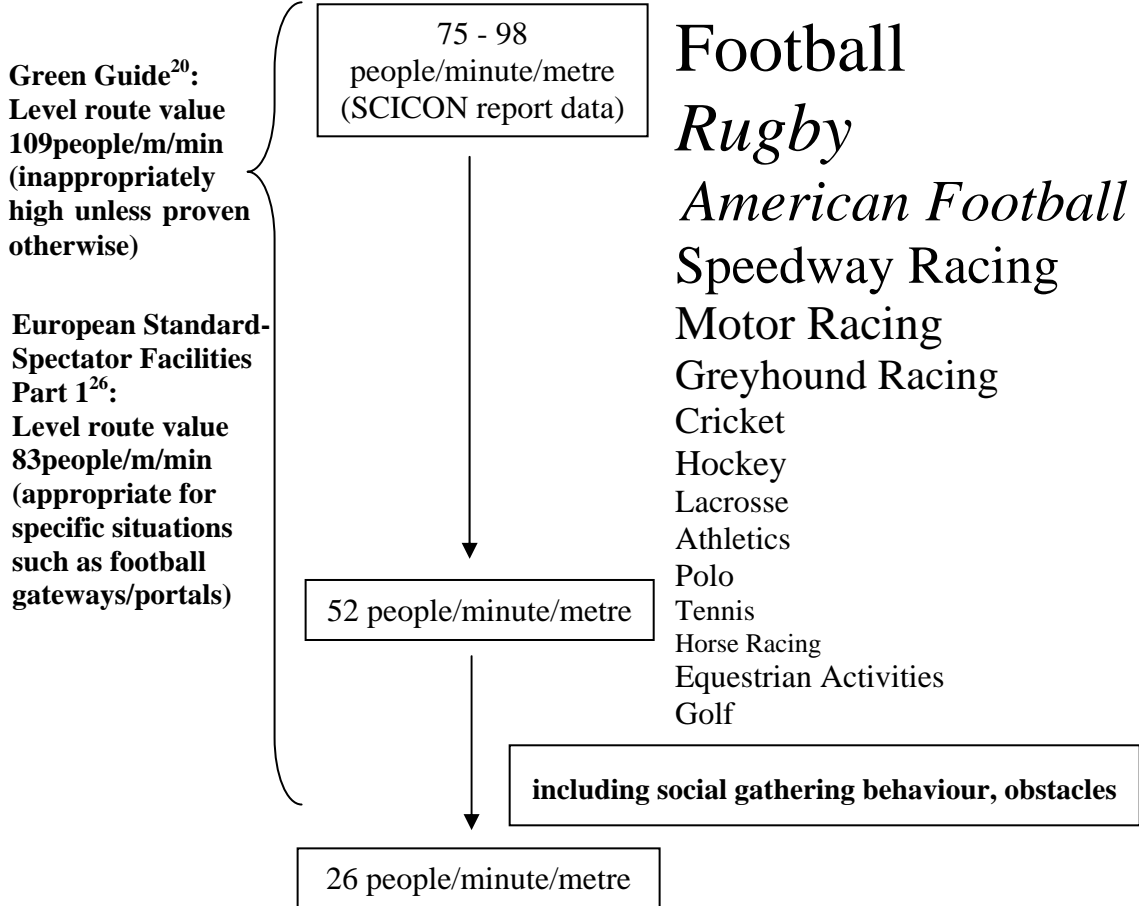 Green Guide20:
Level route value
109people/m/min
(inappropriately
high unless proven
otherwise)
European Standard-
Spectator Facilities
Part 126:
Level route value
83people/m/min
(appropriate for
specific situations
such as football
gateways/portals)
75 - 98
people/minute/metre
(SCICON report data)
52 people/minute/metre
26 people/minute/metre
Football
Rugby
American Football
Speedway Racing
Motor Racing
Greyhound Racing
Cricket
Hockey
Lacrosse
Athletics
Polo
Tennis
Horse Racing
Equestrian Activities
Golf
including social gathering behaviour, obstacles